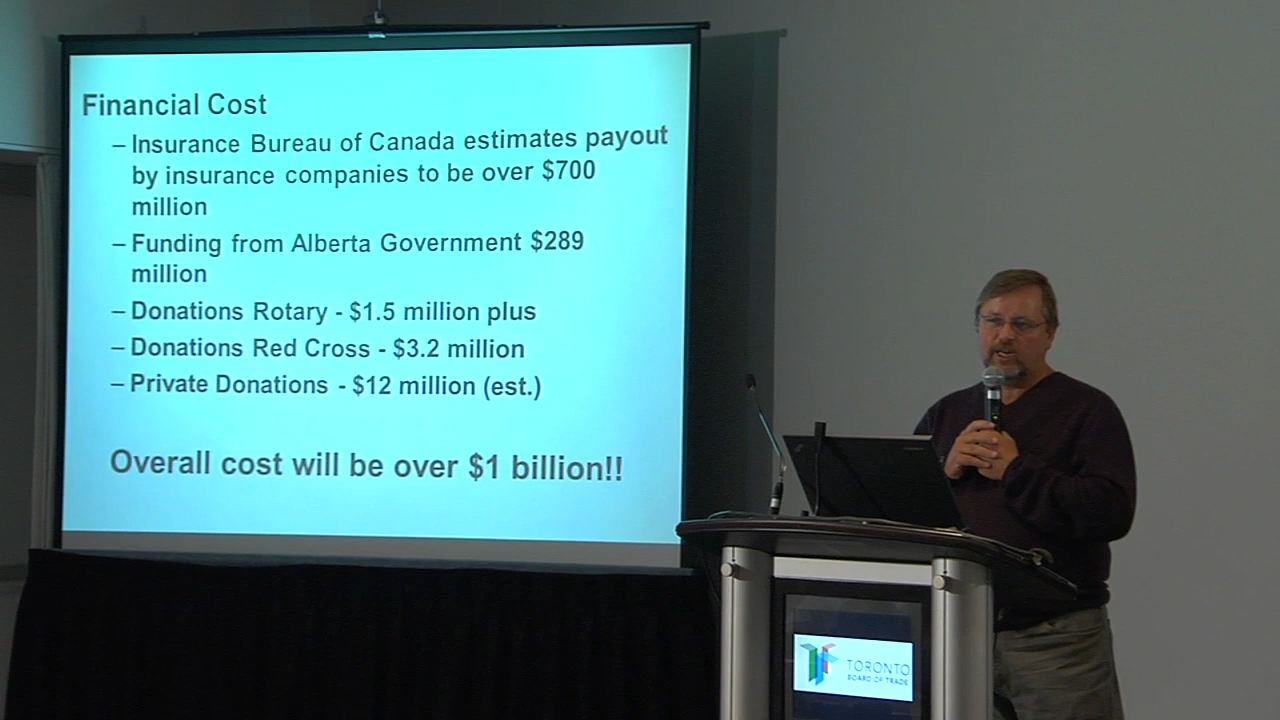 Financial Cost
– Insurance Bureau of Canada estimates payout
by insurance companies to be over $700
million
– Funding from Alberta Government $289
million
– Donations Rotary - $1.5 million plus
– Donations Red Cross - $3.2 million
– Private Donations - $12 million (est.)
Overall cost will be over $1 billion!!
TORONTO
BOARD OF TRADE